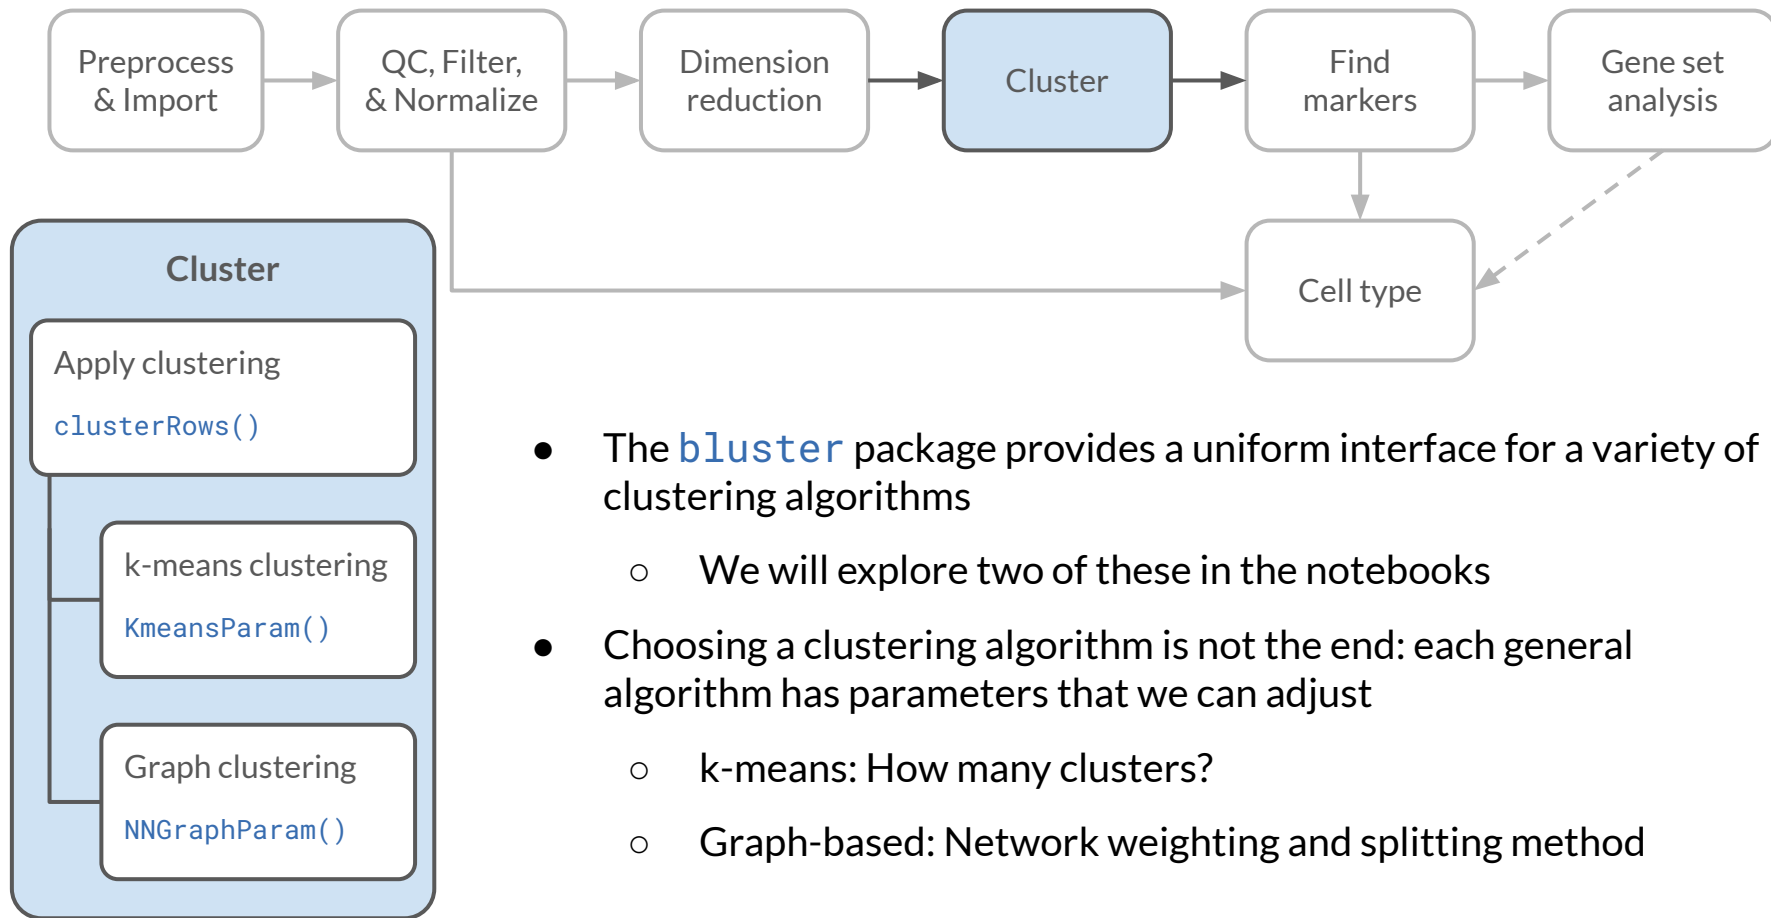 Preprocess
& Import
QC, Filter,
& Normalize
Dimension
reduction
Cluster
Find
markers
Gene set
analysis
Cell type
Cluster
Apply clustering
clusterRows()
k-means clustering
KmeansParam()
Graph clustering
NNGraphParam()
● The bluster package provides a uniform interface for a variety of
clustering algorithms
○ We will explore two of these in the notebooks
● Choosing a clustering algorithm is not the end: each general
algorithm has parameters that we can adjust
○ k-means: How many clusters?
○ Graph-based: Network weighting and splitting method